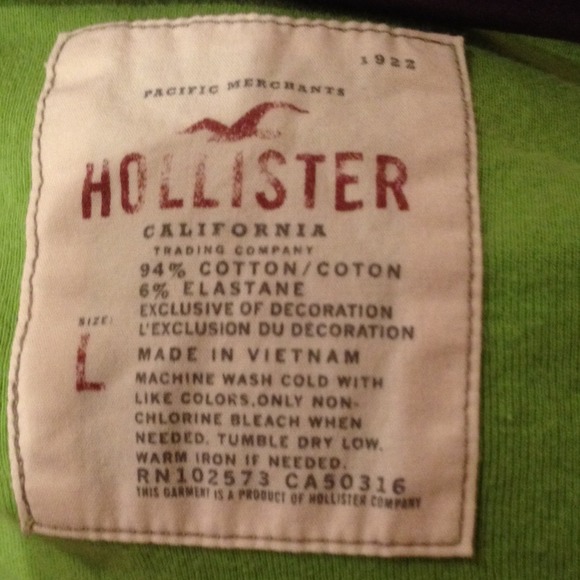 1922
PACIFIC MERCHANTS
HOLLISTER
CALIFORNIA
TRADING COMPANY
94% COTTON/COTON
6% ELASTANE
EXCLUSIVE OF DECORATION
L'EXCLUSION DU DECORATION
SIZE:
L
MADE IN VIETNAM
MACHINE WASH COLD WITH
LIKE COLORS,ONLY NON-
CHLORINE BLEACH WHEN
NEEDED. TUMBLE DRY LOW.
WARM IRON IF NEEDED.
RN102573 CA50316
THIS GARMENT IS A PRODUCT OF HOLLISTER COMPANY